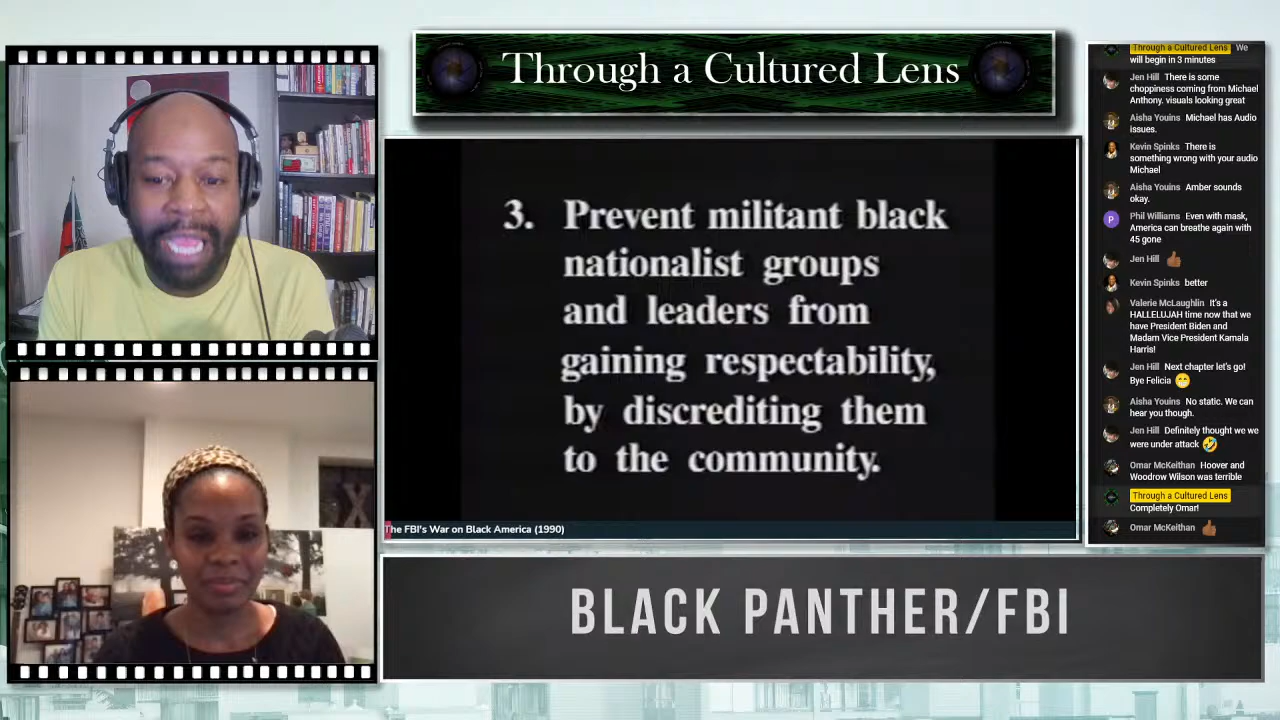 Through a Cultured Lens
3. Prevent militant black
nationalist groups
and leaders from
gaining respectability,
by discrediting them
to the community.
The FBI's War on Black America (1990)
BLACK PANTHER/FBI
Through a Cultured Lens We
will begin in 3 minutes
Jen Hill There is some
choppiness coming from Michael
Anthony. visuals looking great
Aisha Youins Michael has Audio
issues.
Kevin Spinks There is
something wrong with your audio
Michael
Aisha Youins Amber sounds
okay.
P
Phil Williams Even with mask,
America can breathe again with
45 gone
Jen Hill 👍🏾
Kevin Spinks better
Valerie McLaughlin It's a
HALLELUJAH time now that we
have President Biden and
Madam Vice President Kamala
Harris!
Jen Hill Next chapter let's go!
Bye Felicia 😁
Aisha Youins No static. We can
hear you though.
Jen Hill Definitely thought we we
were under attack 🤣
Omar McKeithan Hoover and
Woodrow Wilson was terrible
Through a Cultured Lens
Completely Omar!
Omar McKeithan 👍🏾
X